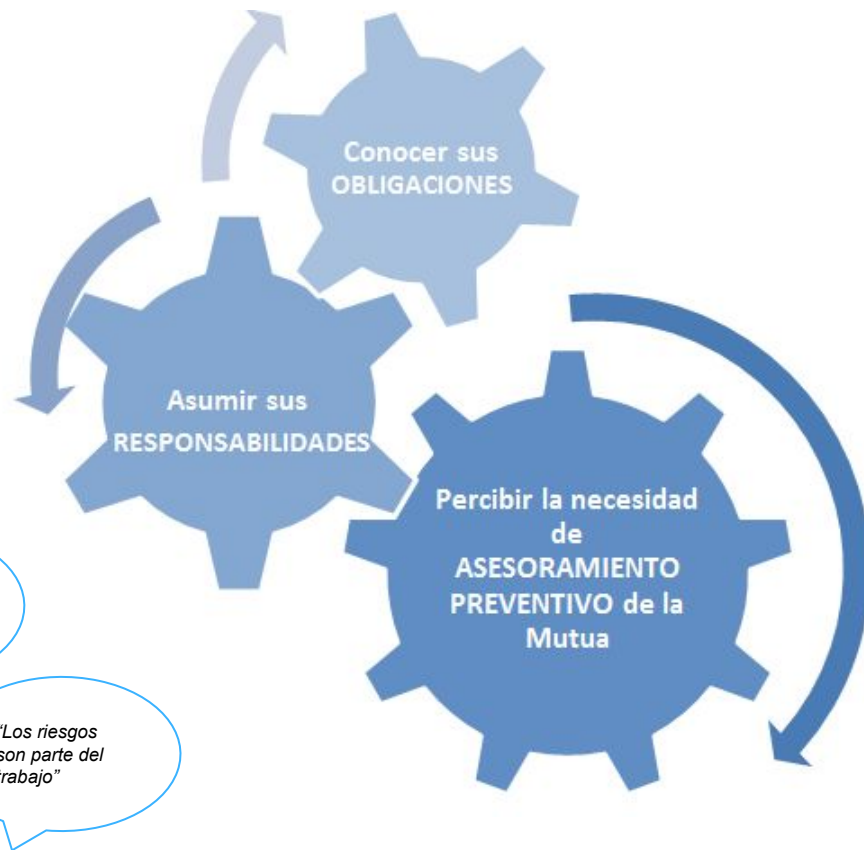 Conocer sus
OBLIGACIONES
Asumir sus
RESPONSABILIDADES
Percibir la necesidad
de
ASESORAMIENTO
PREVENTIVO de la
Mutua
“Los riesgos
son parte del
trabajo”